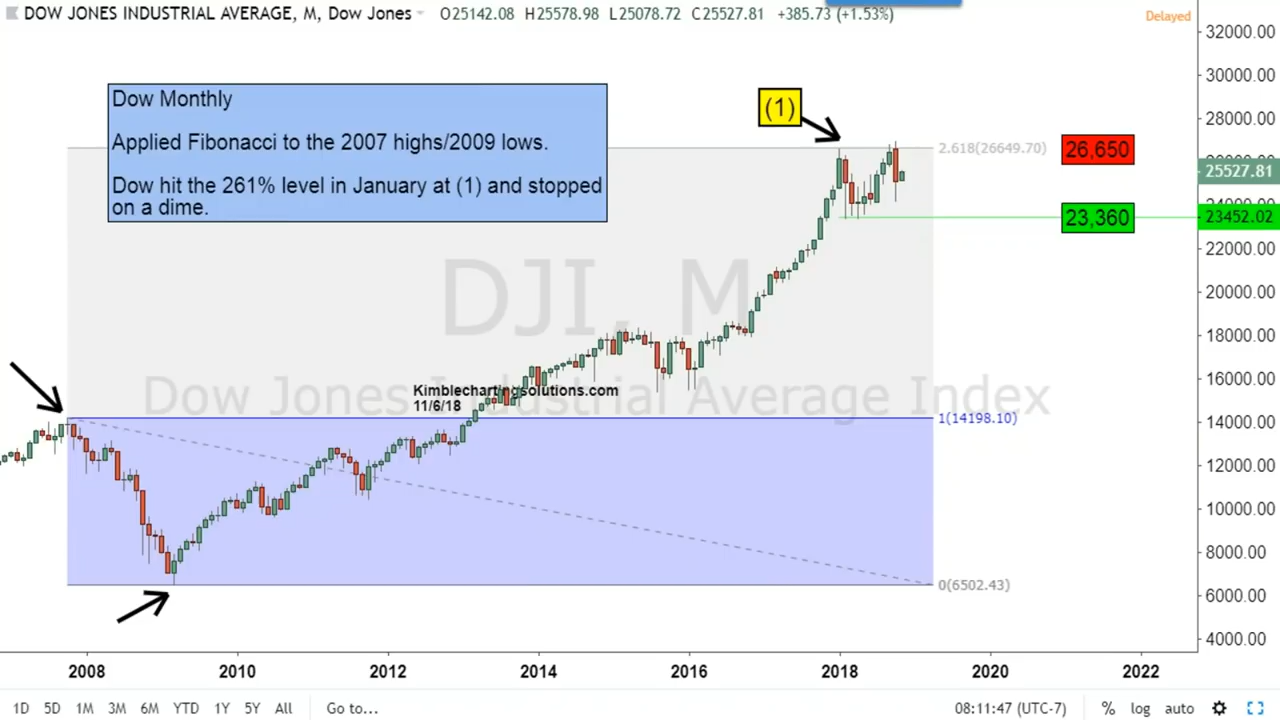 DOW JONES INDUSTRIAL AVERAGE, M, Dow Jones O25142.08 H25578.98 L25078.72 C25527.81 +385.73 (+1.53%)
Delayed
32000.00
30000.00
28000.00
Dow Monthly
Applied Fibonacci to the 2007 highs/2009 lows.
Dow hit the 261% level in January at (1) and stopped
on a dime.
(1)
2.618(26649.70)
26,650
25527.81
23,360
23452.02
22000.00
20000.00
18000.00
16000.00
14000.00
12000.00
10000.00
8000.00
6000.00
4000.00
DJI, M
Dow Jones Industrial Average Index
Kimblechartingsolutions.com
11/6/18
1(14198.10)
0(6502.43)
2008 2010 2012 2014 2016 2018 2020 2022
1D 5D 1M 3M 6M YTD 1Y 5Y All Go to... 08:11:47 (UTC-7) % log auto